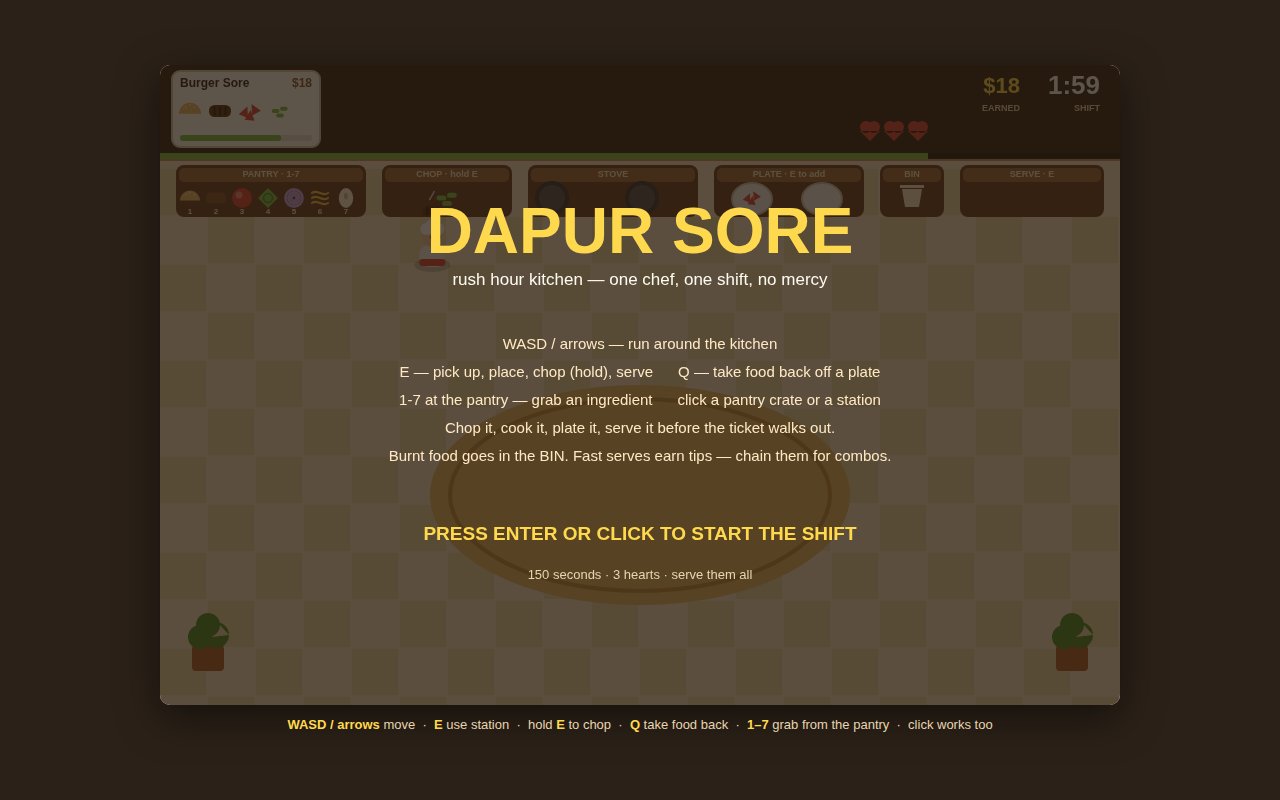 Burger Sore $18
$18 1:59
EARNED SHIFT
PANTRY · 1-7 CHOP · hold E STOVE PLATE · E to add BIN SERVE · E
1 2 3 4 5 6 7
DAPUR SORE
rush hour kitchen — one chef, one shift, no mercy
WASD / arrows — run around the kitchen
E — pick up, place, chop (hold), serve Q — take food back off a plate
1-7 at the pantry — grab an ingredient click a pantry crate or a station
Chop it, cook it, plate it, serve it before the ticket walks out.
Burnt food goes in the BIN. Fast serves earn tips — chain them for combos.
PRESS ENTER OR CLICK TO START THE SHIFT
150 seconds · 3 hearts · serve them all
WASD / arrows move · E use station · hold E to chop · Q take food back · 1–7 grab from the pantry · click works too